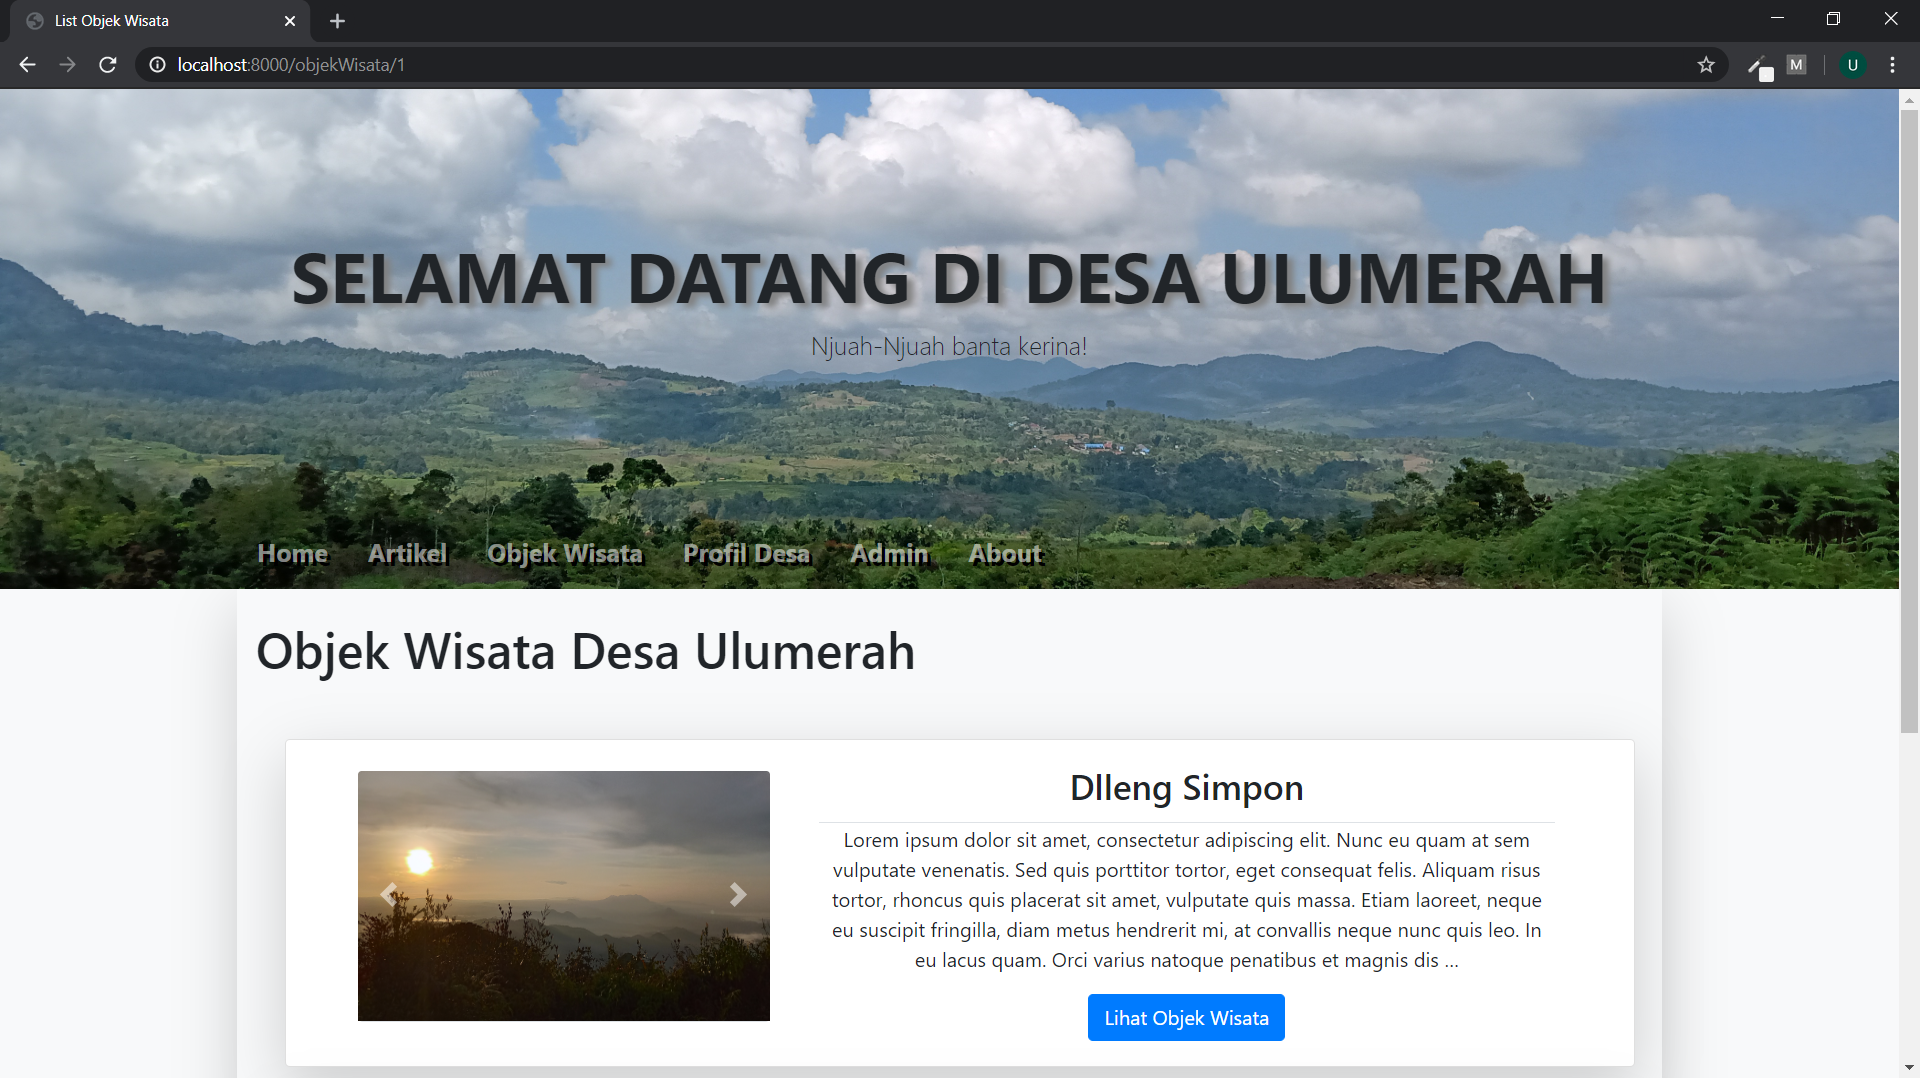 List Objek Wisata
localhost:8000/objekWisata/1
M
U
SELAMAT DATANG DI DESA ULUMERAH
Njuah-Njuah banta kerina!
Home Artikel Objek Wisata Profil Desa Admin About
Objek Wisata Desa Ulumerah
Dlleng Simpon
Lorem ipsum dolor sit amet, consectetur adipiscing elit. Nunc eu quam at sem
vulputate venenatis. Sed quis porttitor tortor, eget consequat felis. Aliquam risus
tortor, rhoncus quis placerat sit amet, vulputate quis massa. Etiam laoreet, neque
eu suscipit fringilla, diam metus hendrerit mi, at convallis neque nunc quis leo. In
eu lacus quam. Orci varius natoque penatibus et magnis dis ...
Lihat Objek Wisata